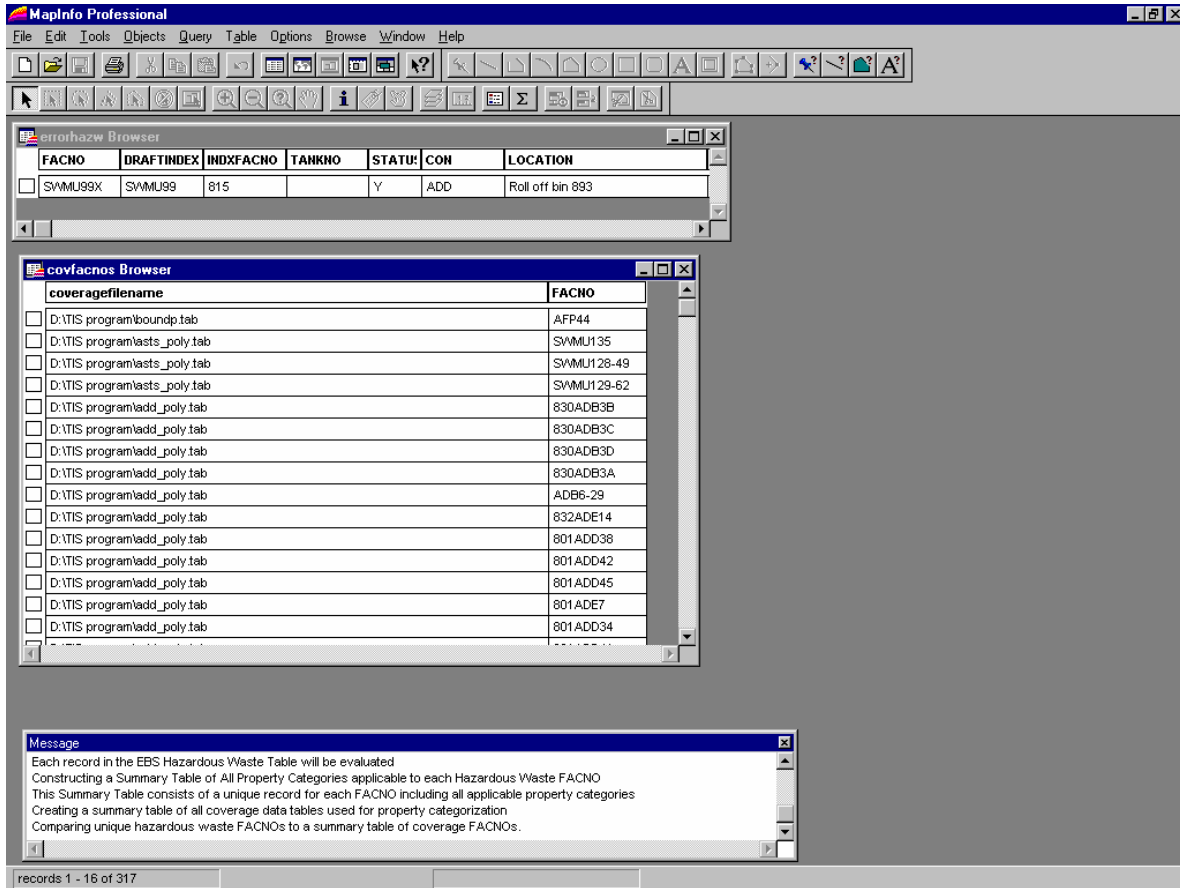 MapInfo Professional
File Edit Tools Objects Query Table Options Browse Window Help
errorhazw Browser
FACNO DRAFTINDEX INDXFACNO TANKNO STATU: CON LOCATION
SWMU99X SWMU99 815 Y ADD Roll off bin 893
covfacnos Browser
coveragefilename FACNO
D:\TIS program\boundp.tab AFP44
D:\TIS program\asts_poly.tab SWMU135
D:\TIS program\asts_poly.tab SWMU128-49
D:\TIS program\asts_poly.tab SWMU129-62
D:\TIS program\add_poly.tab 830ADB3B
D:\TIS program\add_poly.tab 830ADB3C
D:\TIS program\add_poly.tab 830ADB3D
D:\TIS program\add_poly.tab 830ADB3A
D:\TIS program\add_poly.tab ADB6-29
D:\TIS program\add_poly.tab 832ADE14
D:\TIS program\add_poly.tab 801ADD38
D:\TIS program\add_poly.tab 801ADD42
D:\TIS program\add_poly.tab 801ADD45
D:\TIS program\add_poly.tab 801ADE7
D:\TIS program\add_poly.tab 801ADD34
Message
Each record in the EBS Hazardous Waste Table will be evaluated
Constructing a Summary Table of All Property Categories applicable to each Hazardous Waste FACNO
This Summary Table consists of a unique record for each FACNO including all applicable property categories
Creating a summary table of all coverage data tables used for property categorization
Comparing unique hazardous waste FACNOs to a summary table of coverage FACNOs.
records 1 - 16 of 317